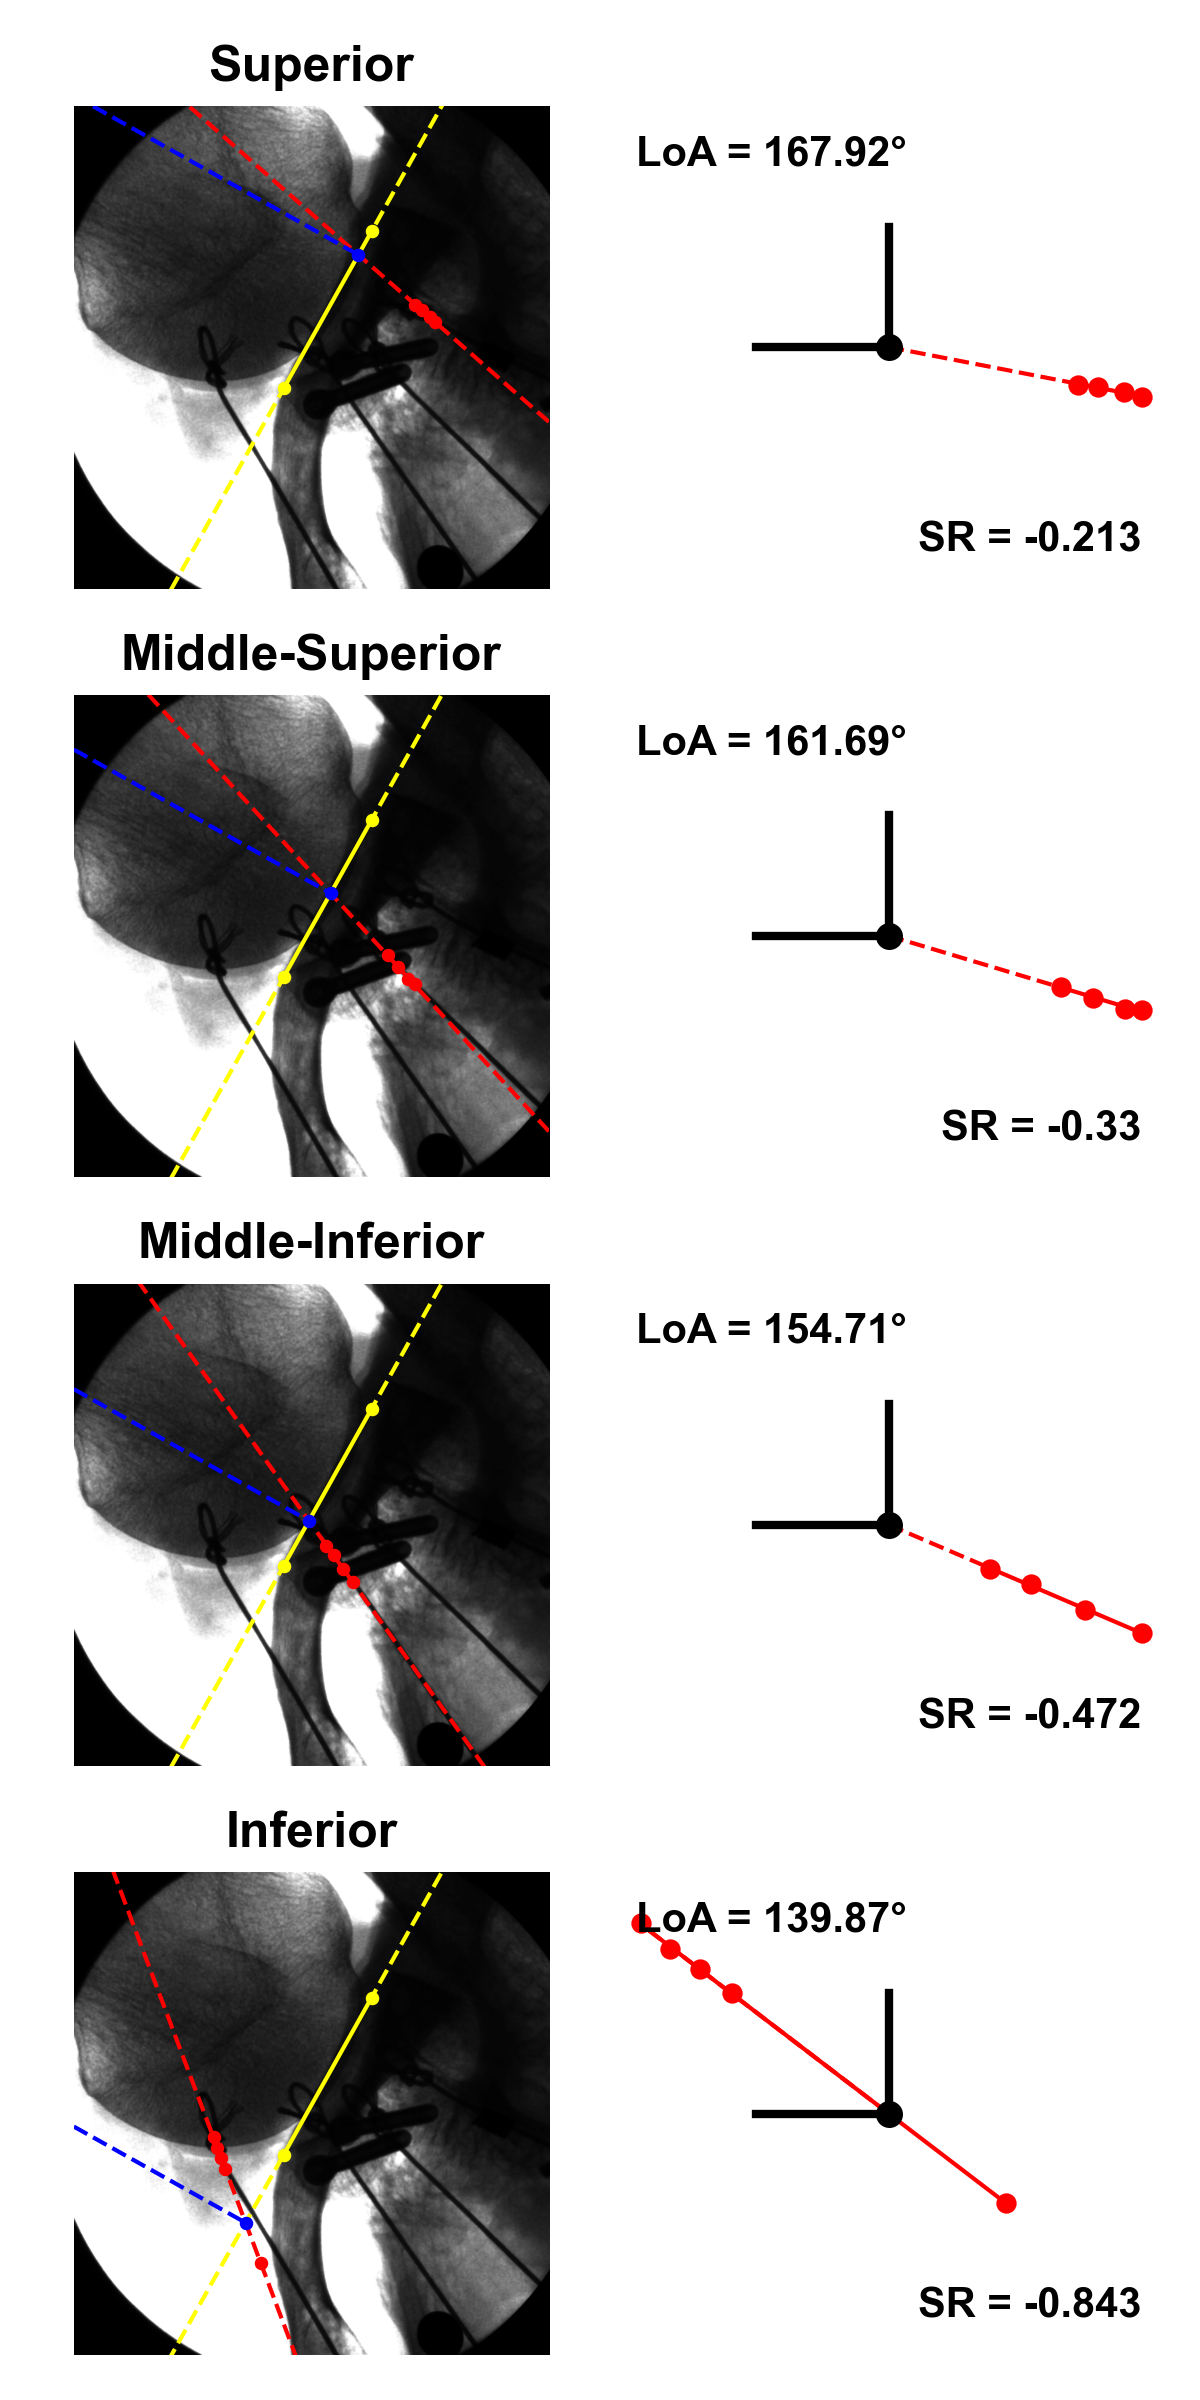 Superior
LoA = 167.92°
SR = -0.213
Middle-Superior
LoA = 161.69°
SR = -0.33
Middle-Inferior
LoA = 154.71°
SR = -0.472
Inferior
LoA = 139.87°
SR = -0.843